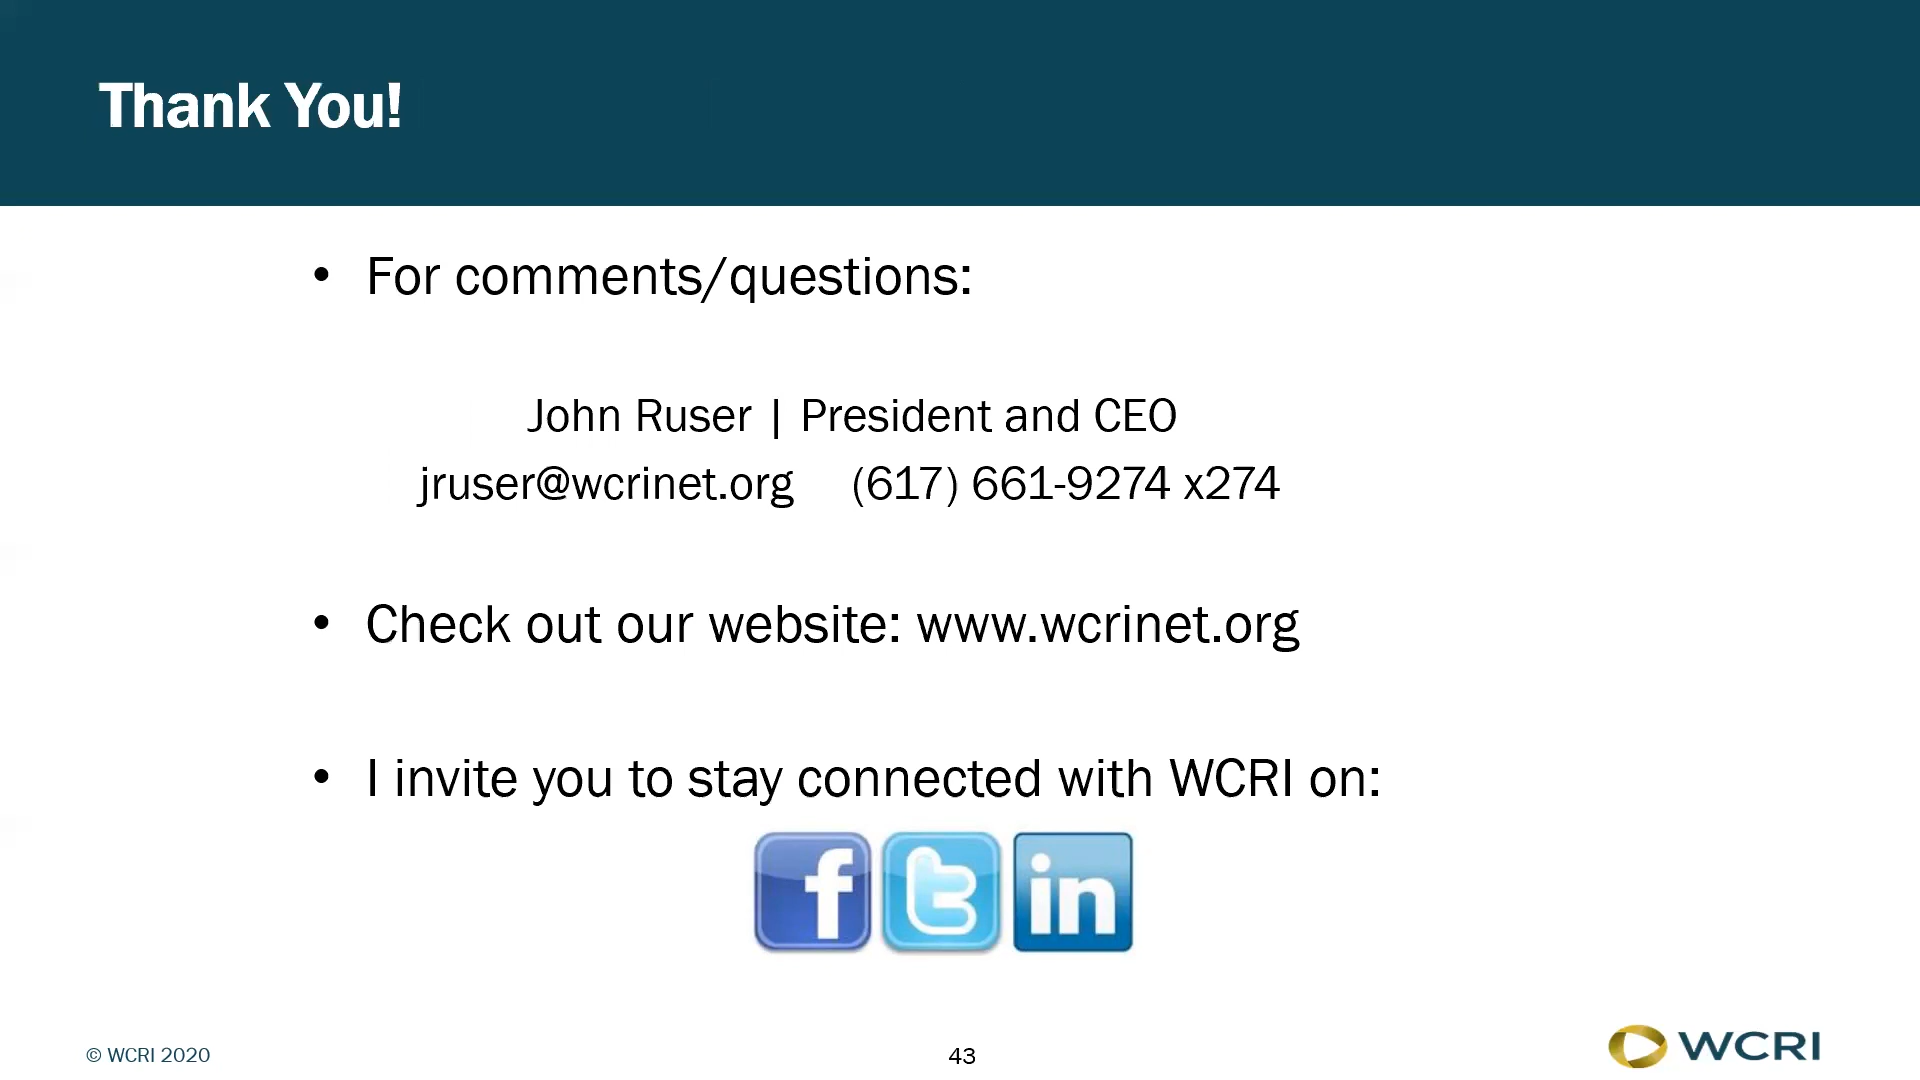 Thank You!
• For comments/questions:
John Ruser | President and CEO
jruser@wcrinet.org (617) 661-9274 x274
• Check out our website: www.wcrinet.org
• I invite you to stay connected with WCRI on:
f t in
© WCRI 2020
43
WCRI